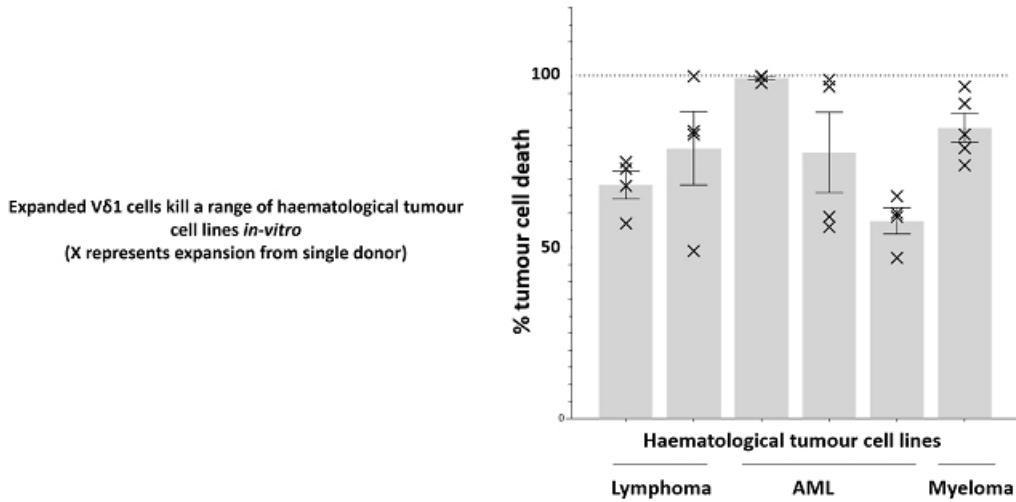 Expanded Vδ1 cells kill a range of haematological tumour
cell lines in-vitro
(X represents expansion from single donor)
% tumour cell death
100
50
0
Haematological tumour cell lines
Lymphoma
AML
Myeloma